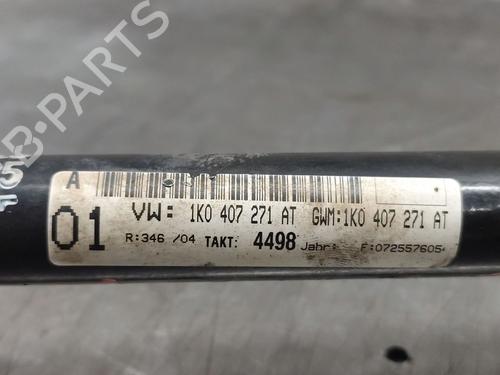 B-PARTS
A
01 VW: 1K0 407 271 AT GWM:1K0 407 271 AT
R:346 /04 TAKT: 4498 Jahr: F:072557605